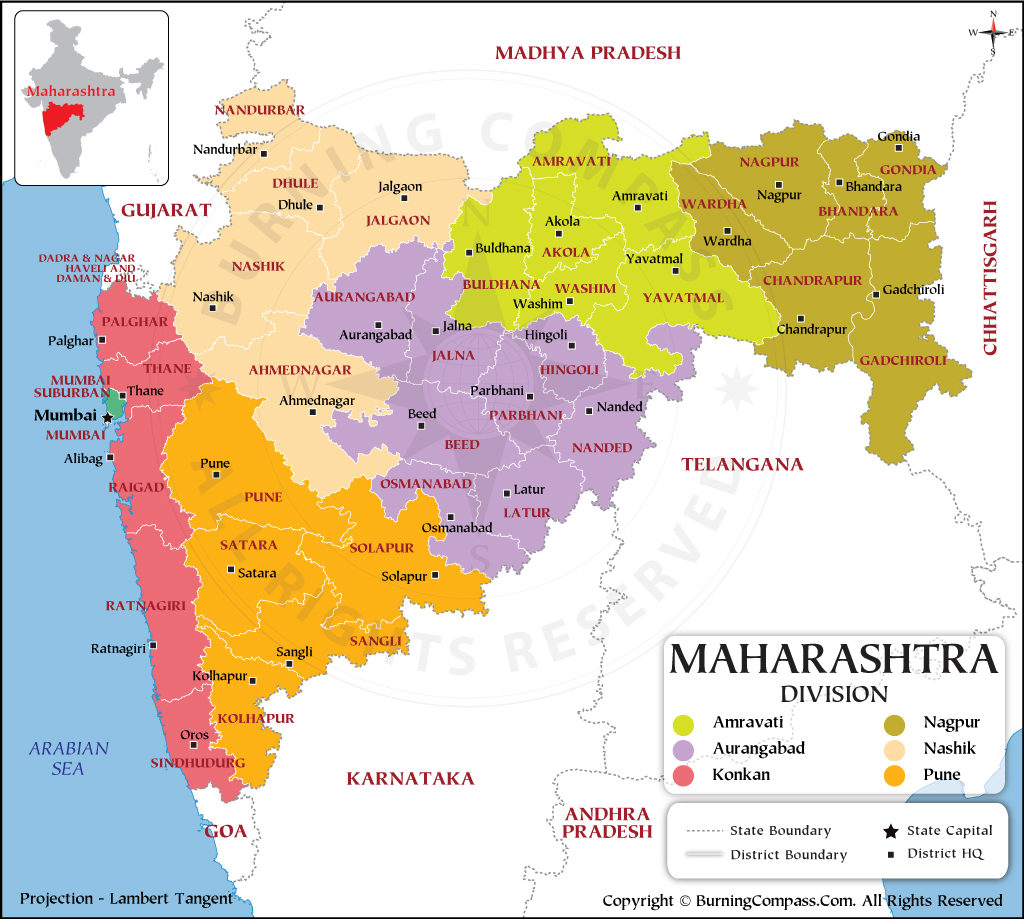 Maharashtra
N
W
E
S
MADHYA PRADESH
NANDURBAR
Nandurbar
DHULE
Dhule
Jalgaon
JALGAON
GUJARAT
AMRAVATI
Amravati
Akola
AKOLA
Buldhana
BULDHANA
WASHIM
Washim
Yavatmal
YAVATMAL
NAGPUR
Nagpur
WARDHA
Wardha
Gondia
GONDIA
Bhandara
BHANDARA
CHANDRAPUR
Chandrapur
Gadchiroli
GADCHIROLI
CHHATTISGARH
DADRA & NAGAR
HAVELI AND
DAMAN & DIU
NASHIK
Nashik
AURANGABAD
Aurangabad
Jalna
JALNA
Hingoli
HINGOLI
Parbhani
PARBHANI
Nanded
NANDED
PALGHAR
Palghar
THANE
Thane
MUMBAI
SUBURBAN
Mumbai
MUMBAI
Alibag
RAIGAD
AHMEDNAGAR
Ahmednagar
Beed
BEED
OSMANABAD
Osmanabad
Latur
LATUR
TELANGANA
Pune
PUNE
SATARA
Satara
SOLAPUR
Solapur
RATNAGIRI
Ratnagiri
SANGLI
Sangli
Kolhapur
KOLHAPUR
Oros
SINDHUDURG
ARABIAN
SEA
GOA
KARNATAKA
ANDHRA
PRADESH
BURNING COMPASS
ALL RIGHTS RESERVED
N
W
S
MAHARASHTRA
DIVISION
Amravati
Nagpur
Aurangabad
Nashik
Konkan
Pune
State Boundary
State Capital
District Boundary
District HQ
Projection - Lambert Tangent
Copyright © BurningCompass.Com. All Rights Reserved